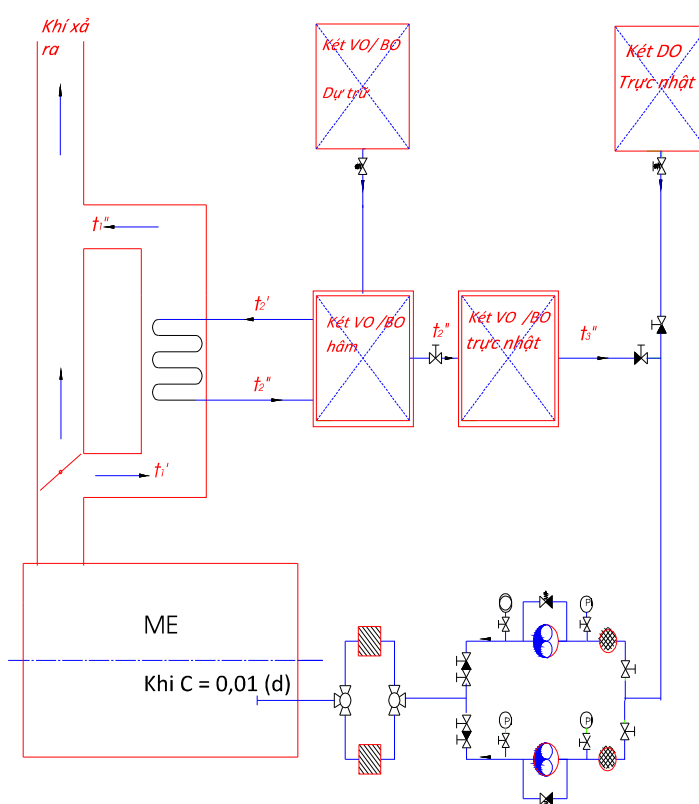 Khí xả
ra
Két VO/ BO
Dự trữ
Két DO
Trực nhật
t₁"
t₂'
Két VO /BO
hâm
t₂"
Két VO /BO
trực nhật
t₃"
t₂"
t₁'
ME
Khi C = 0,01 (d)
P
P
P